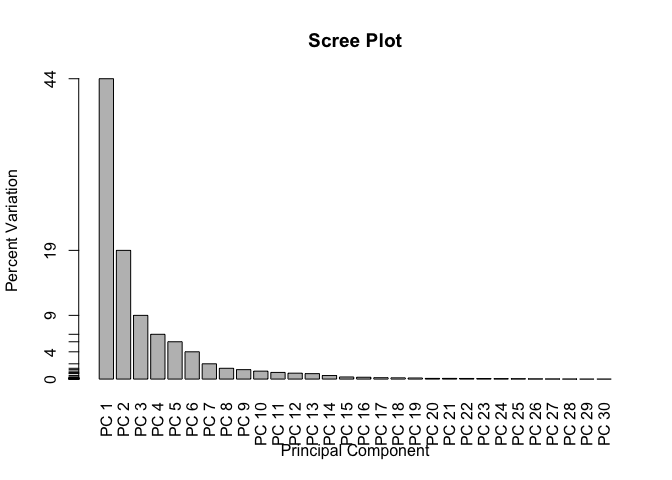 Scree Plot
Percent Variation
44
19
9
4
0
PC 1
PC 2
PC 3
PC 4
PC 5
PC 6
PC 7
PC 8
PC 9
PC 10
PC 11
PC 12
PC 13
PC 14
PC 15
PC 16
PC 17
PC 18
PC 19
PC 20
PC 21
PC 22
PC 23
PC 24
PC 25
PC 26
PC 27
PC 28
PC 29
PC 30
Principal Component